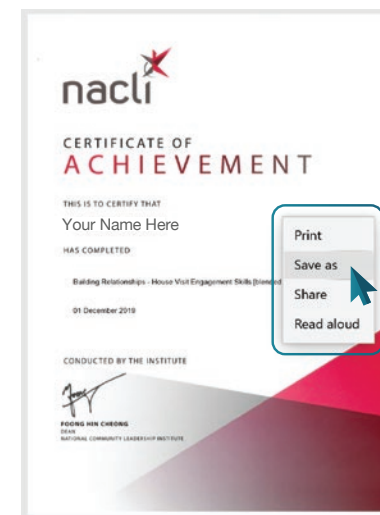 nacli
CERTIFICATE OF
ACHIEVEMENT
THIS IS TO CERTIFY THAT
Your Name Here
HAS COMPLETED
Building Relationships - House Visit Engagement Skills [blended
01 December 2019
CONDUCTED BY THE INSTITUTE
FOONG HIN CHEONG
DEAN
NATIONAL COMMUNITY LEADERSHIP INSTITUTE
Print
Save as
Share
Read aloud